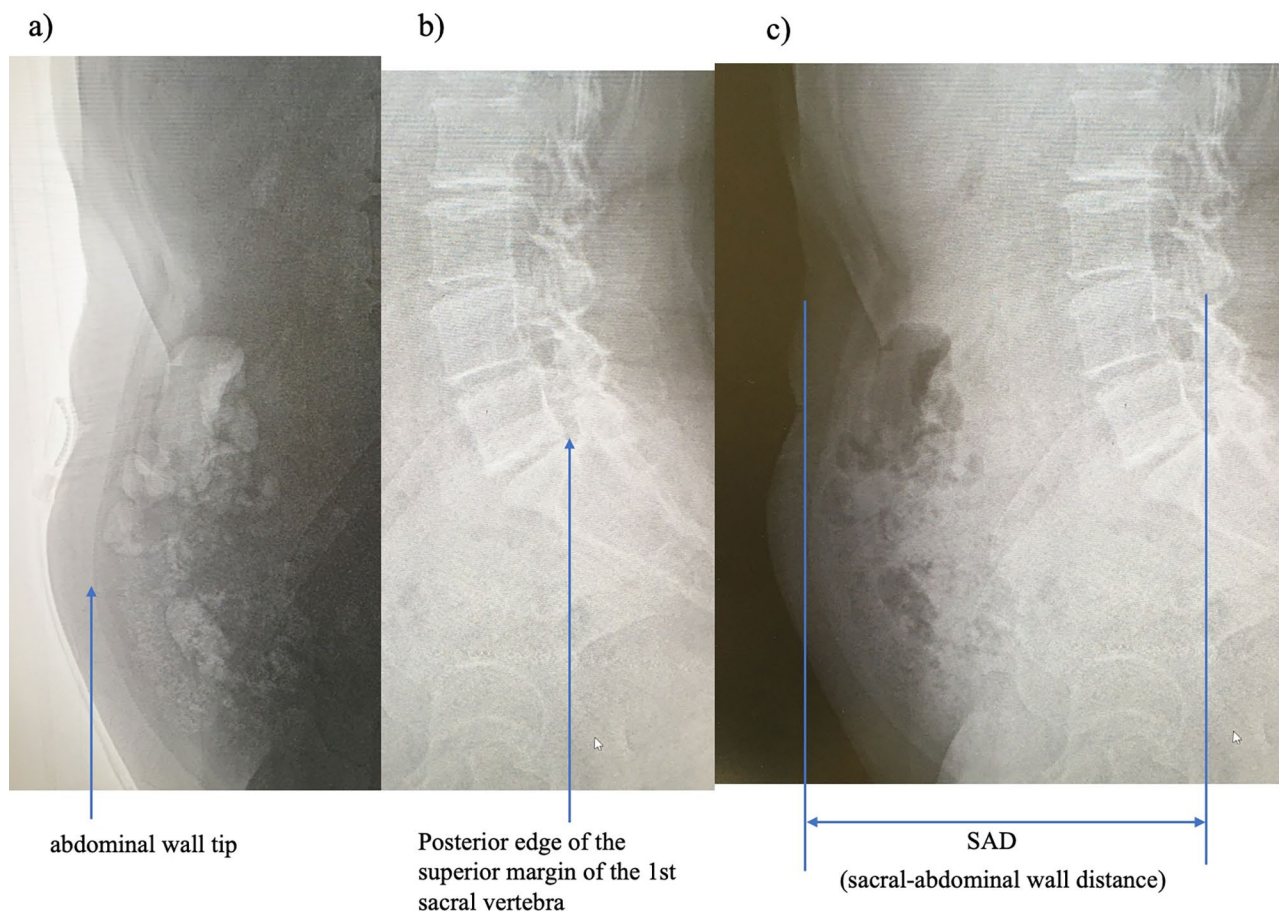 a)
b)
c)
abdominal wall tip
Posterior edge of the
superior margin of the 1st
sacral vertebra
SAD
(sacral-abdominal wall distance)